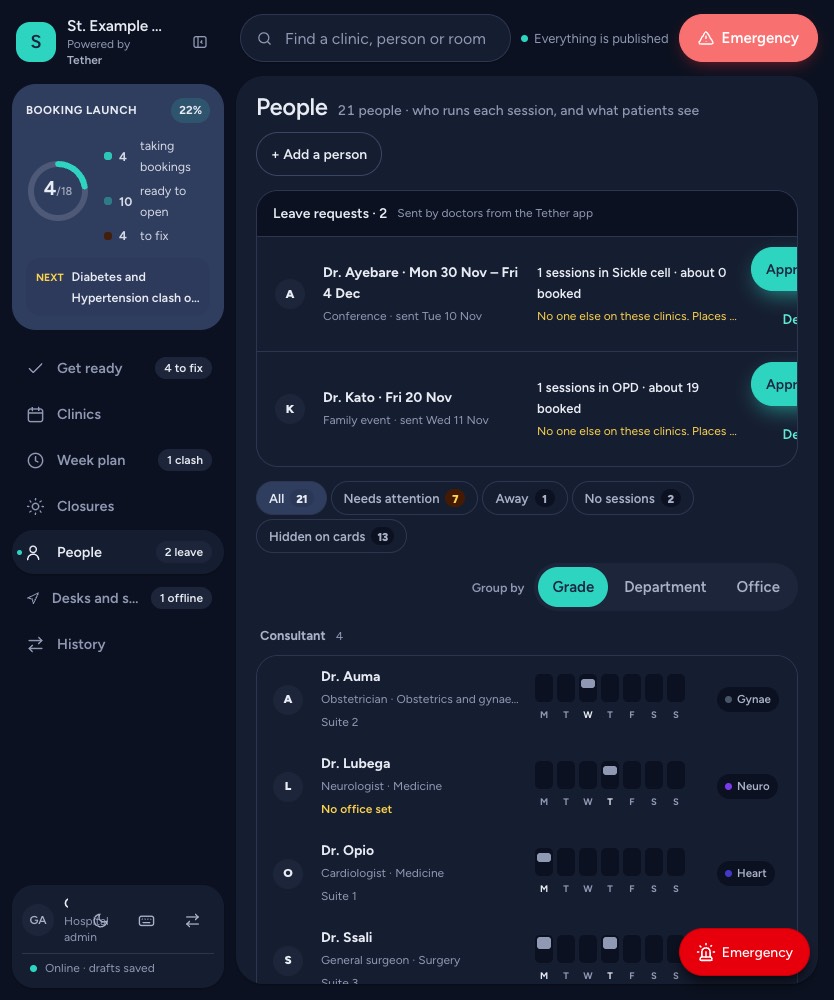 S
St. Example ...
Powered by
Tether
Find a clinic, person or room
Everything is published
Emergency
BOOKING LAUNCH
22%
4/18
4 taking bookings
10 ready to open
4 to fix
NEXT Diabetes and
Hypertension clash o...
Get ready 4 to fix
Clinics
Week plan 1 clash
Closures
People 2 leave
Desks and s... 1 offline
History
GA
Hospital
admin
Online · drafts saved
People 21 people · who runs each session, and what patients see
+ Add a person
Leave requests · 2 Sent by doctors from the Tether app
A
Dr. Ayebare · Mon 30 Nov – Fri
4 Dec
Conference · sent Tue 10 Nov
1 sessions in Sickle cell · about 0
booked
No one else on these clinics. Places ...
Appr
De
K
Dr. Kato · Fri 20 Nov
Family event · sent Wed 11 Nov
1 sessions in OPD · about 19
booked
No one else on these clinics. Places ...
Appr
De
All 21
Needs attention 7
Away 1
No sessions 2
Hidden on cards 13
Group by Grade Department Office
Consultant 4
A
Dr. Auma
Obstetrician · Obstetrics and gynae...
Suite 2
M T W T F S S
Gynae
L
Dr. Lubega
Neurologist · Medicine
No office set
M T W T F S S
Neuro
O
Dr. Opio
Cardiologist · Medicine
Suite 1
M T W T F S S
Heart
S
Dr. Ssali
General surgeon · Surgery
Suite 3
M T W T F S S
Emergency